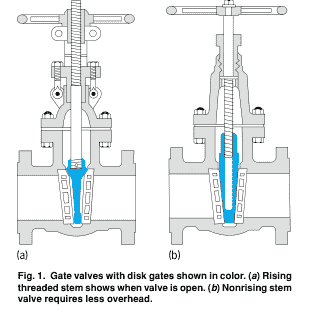 (a) (b)
Fig. 1. Gate valves with disk gates shown in color. (a) Rising
threaded stem shows when valve is open. (b) Nonrising stem
valve requires less overhead.